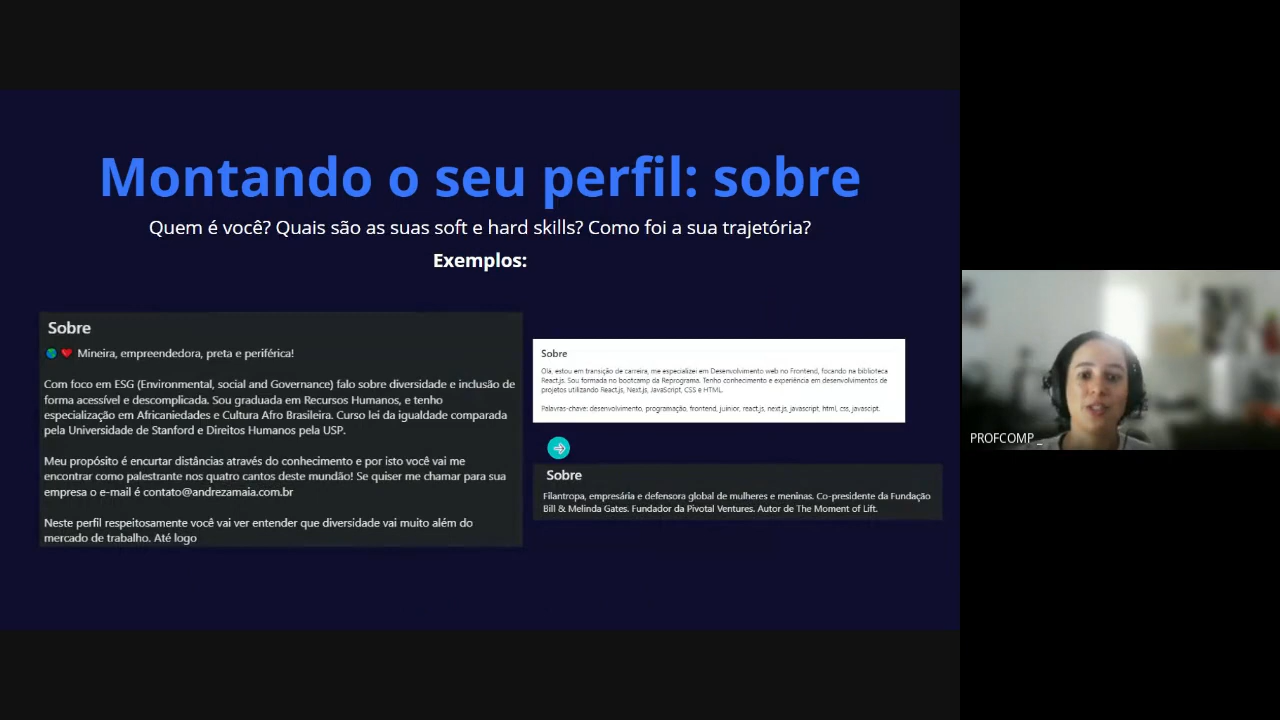 Montando o seu perfil: sobre
Quem é você? Quais são as suas soft e hard skills? Como foi a sua trajetória?
Exemplos:
Sobre
Mineira, empreendedora, preta e periférica!
Com foco em ESG (Environmental, social and Governance) falo sobre diversidade e inclusão de
forma acessível e descomplicada. Sou graduada em Recursos Humanos, e tenho
especialização em Africaniedades e Cultura Afro Brasileira. Curso lei da igualdade comparada
pela Universidade de Stanford e Direitos Humanos pela USP.
Meu propósito é encurtar distâncias através do conhecimento e por isto você vai me
encontrar como palestrante nos quatro cantos deste mundão! Se quiser me chamar para sua
empresa o e-mail é contato@andrezamaia.com.br
Neste perfil respeitosamente você vai ver entender que diversidade vai muito além do
mercado de trabalho. Até logo
Sobre
Olá, estou em transição de carreira, me especializei em Desenvolvimento web no Frontend, focando na biblioteca
React.js. Sou formada no bootcamp da Reprograma. Tenho conhecimento e experiência em desenvolvimentos de
projetos utilizando React.js, Next.js, JavaScript, CSS e HTML.
Palavras-chave: desenvolvimento, programação, frontend, juinior, react.js, next.js, javascript, html, css, javascript.
Sobre
Filantropa, empresária e defensora global de mulheres e meninas. Co-presidente da Fundação
Bill & Melinda Gates. Fundador da Pivotal Ventures. Autor de The Moment of Lift.
PROFCOMP _